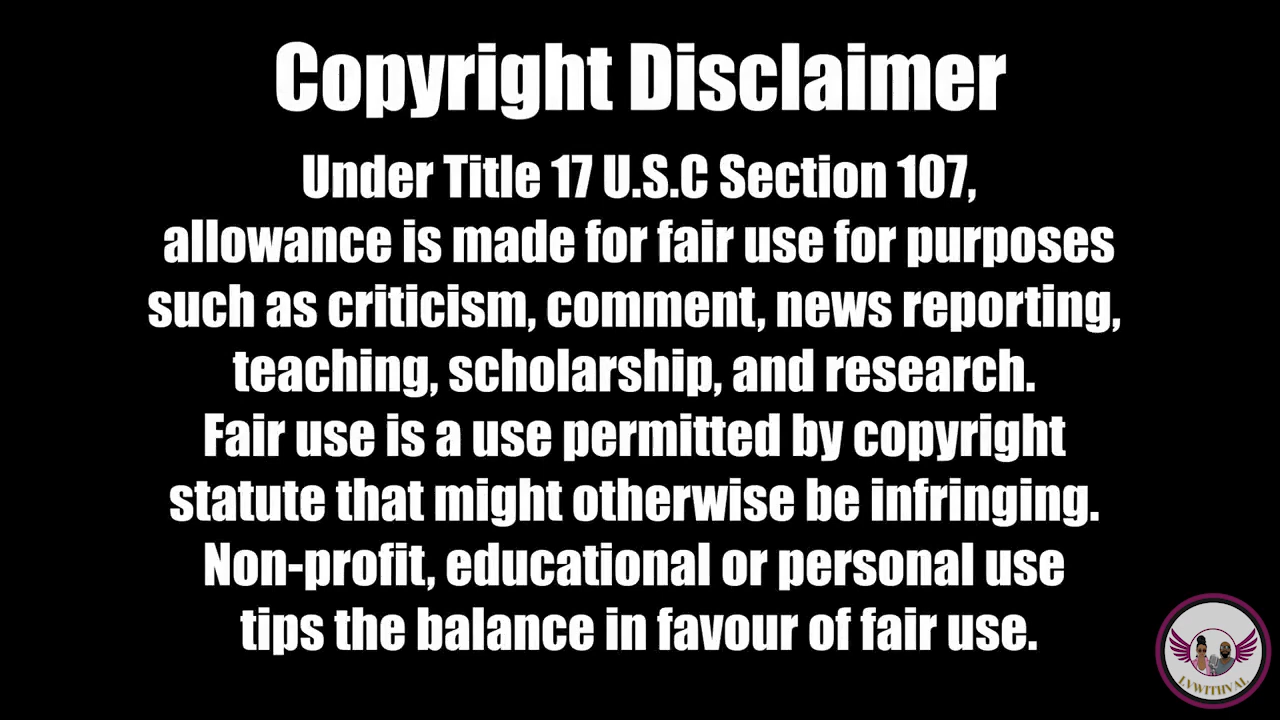 Copyright Disclaimer
Under Title 17 U.S.C Section 107,
allowance is made for fair use for purposes
such as criticism, comment, news reporting,
teaching, scholarship, and research.
Fair use is a use permitted by copyright
statute that might otherwise be infringing.
Non-profit, educational or personal use
tips the balance in favour of fair use.
LVWITHVAL